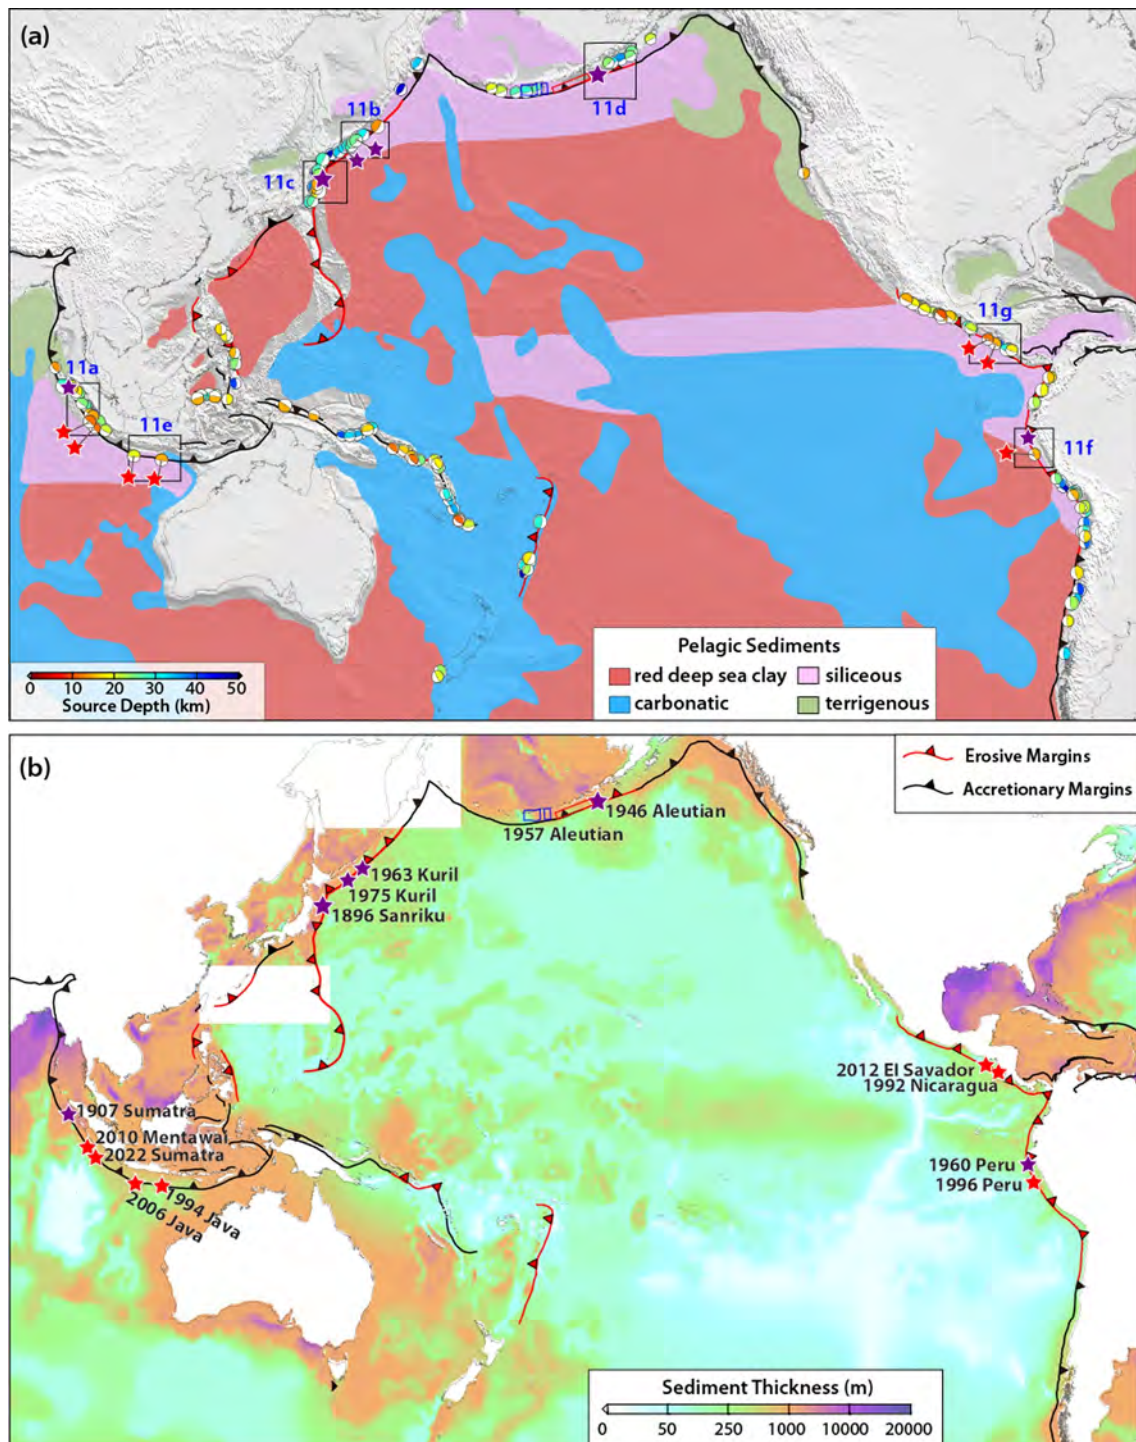 (a)
11b
11d
11c
11g
11a
11e
11f
Pelagic Sediments
red deep sea clay
siliceous
carbonatic
terrigenous
0 10 20 30 40 50
Source Depth (km)
(b)
Erosive Margins
Accretionary Margins
1946 Aleutian
1957 Aleutian
1963 Kuril
1975 Kuril
1896 Sanriku
2012 El Savador
1992 Nicaragua
1907 Sumatra
2010 Mentawai
2022 Sumatra
1960 Peru
1996 Peru
1994 Java
2006 Java
Sediment Thickness (m)
0 50 250 1000 10000 20000